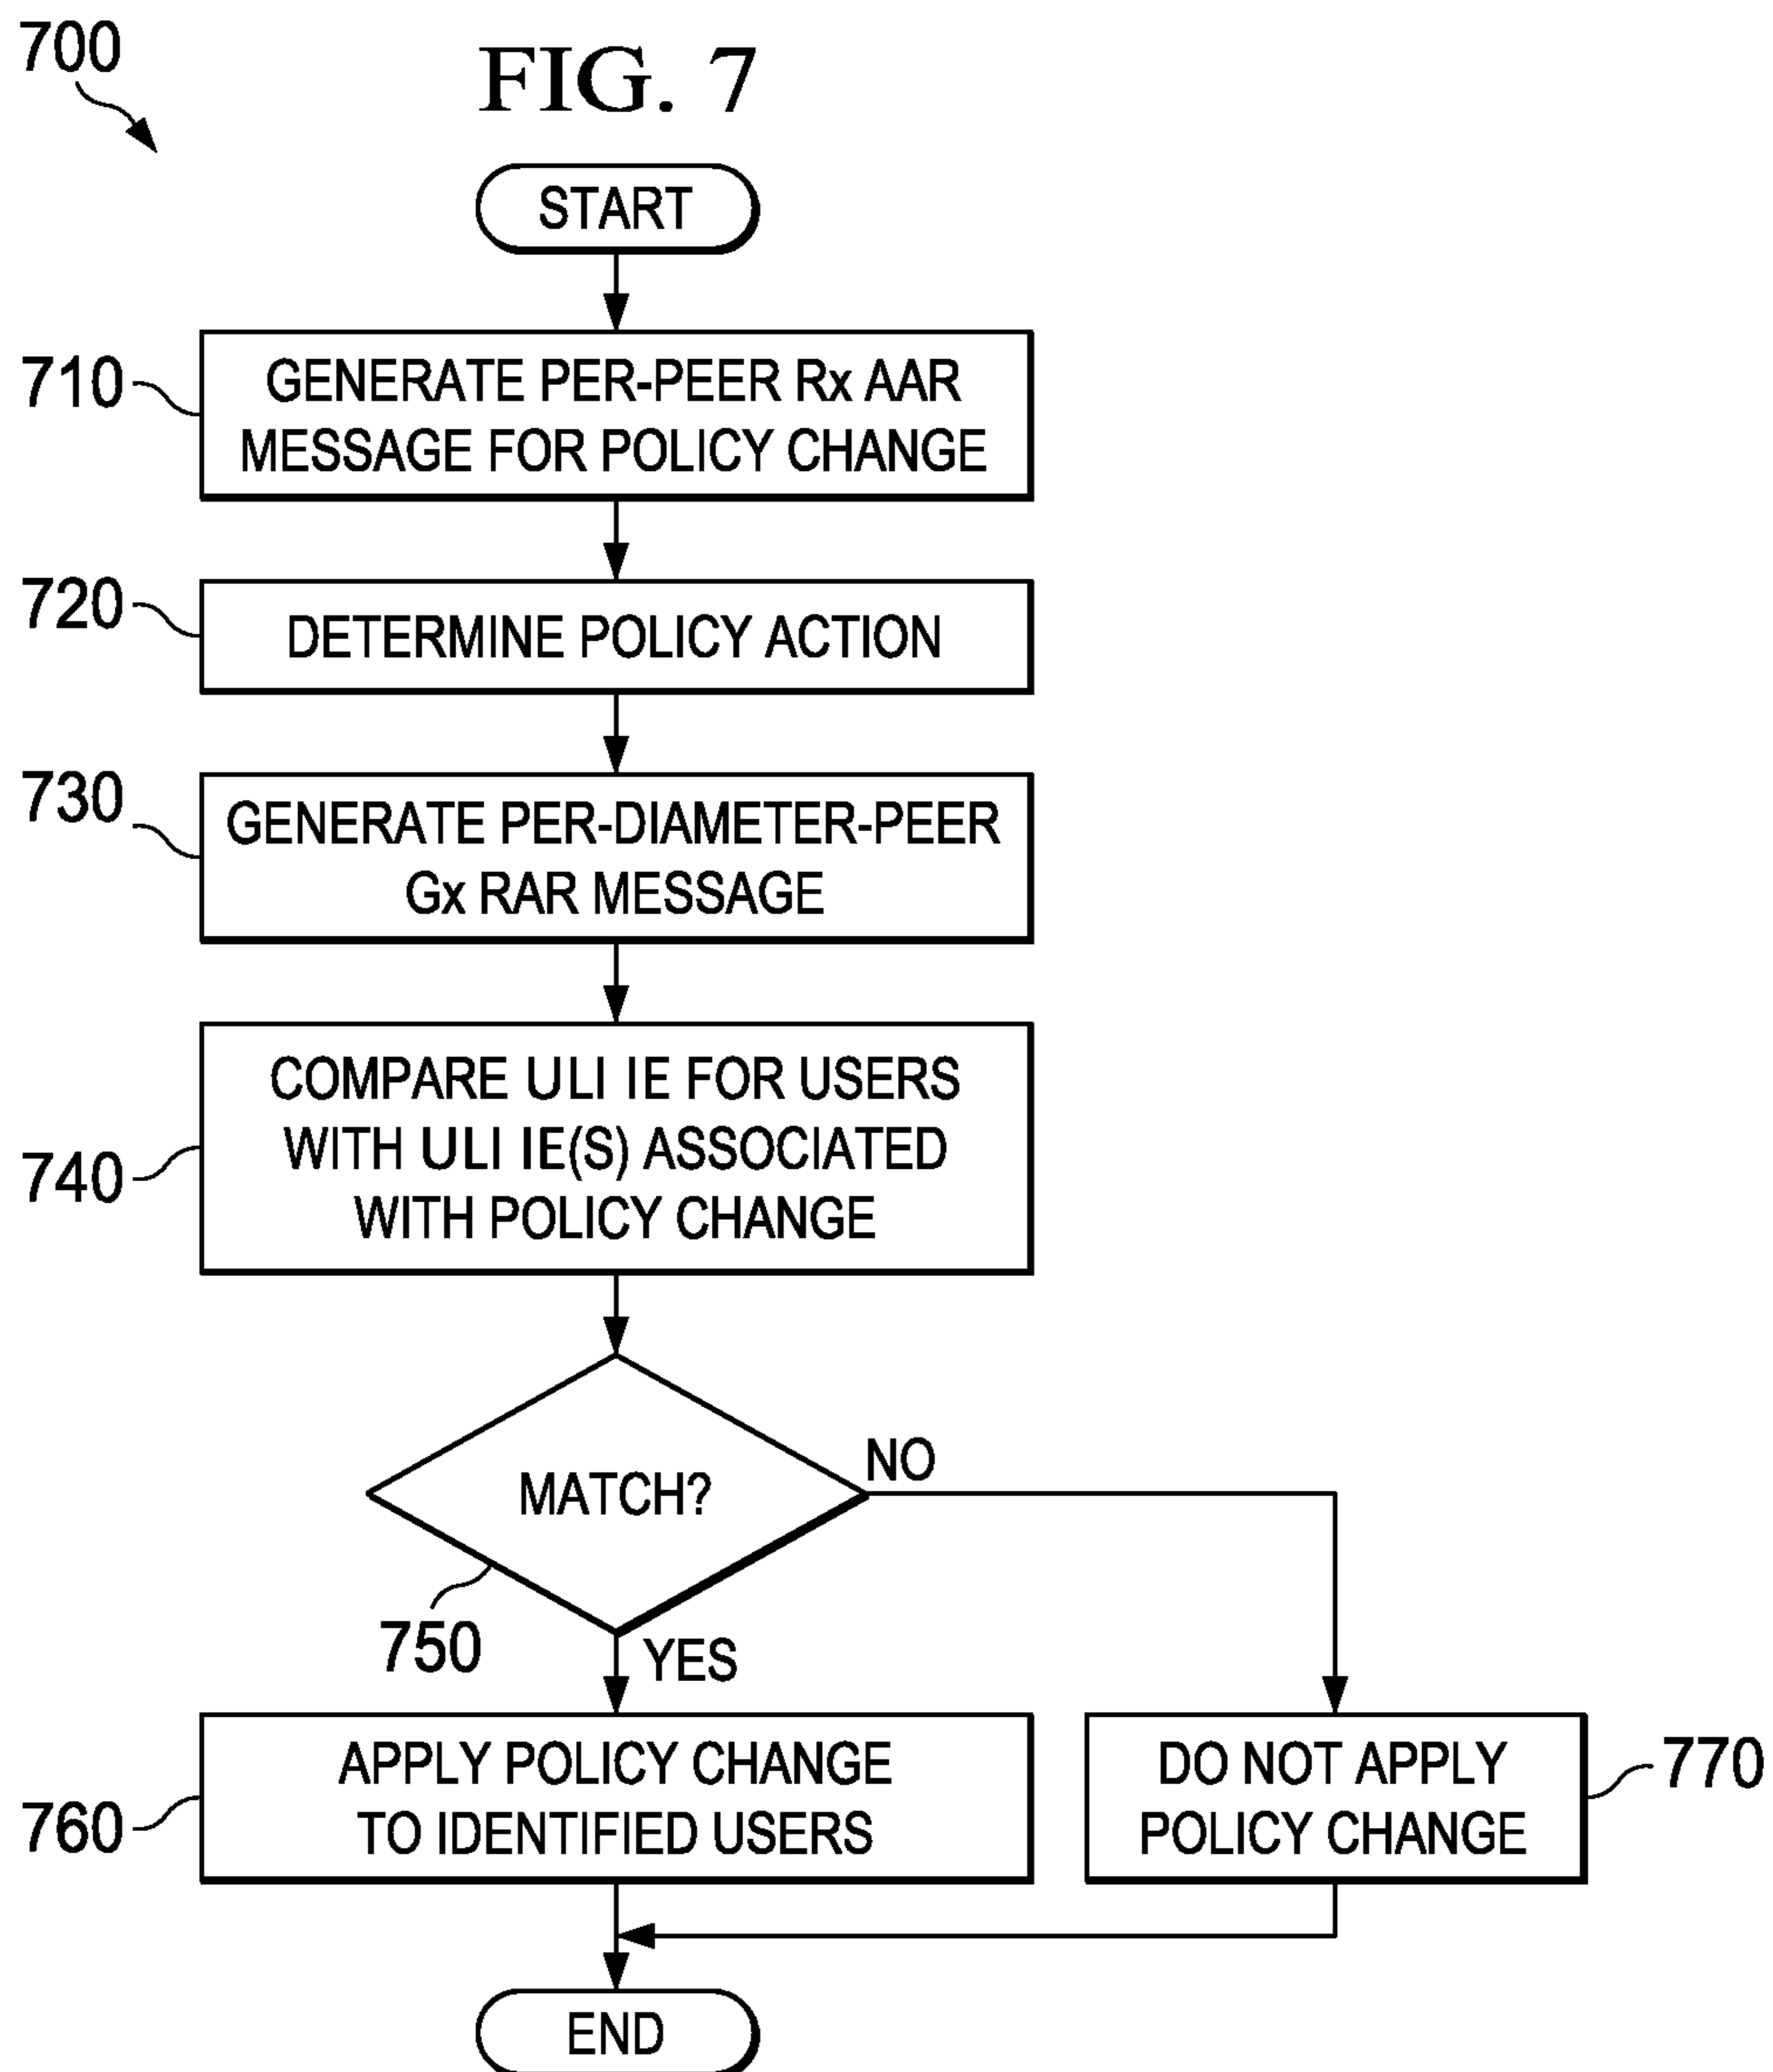 700
FIG. 7
START
710
GENERATE PER-PEER Rx AAR
MESSAGE FOR POLICY CHANGE
720
DETERMINE POLICY ACTION
730
GENERATE PER-DIAMETER-PEER
Gx RAR MESSAGE
740
COMPARE ULI IE FOR USERS
WITH ULI IE(S) ASSOCIATED
WITH POLICY CHANGE
MATCH?
NO
750
YES
760
APPLY POLICY CHANGE
TO IDENTIFIED USERS
DO NOT APPLY
POLICY CHANGE
770
END